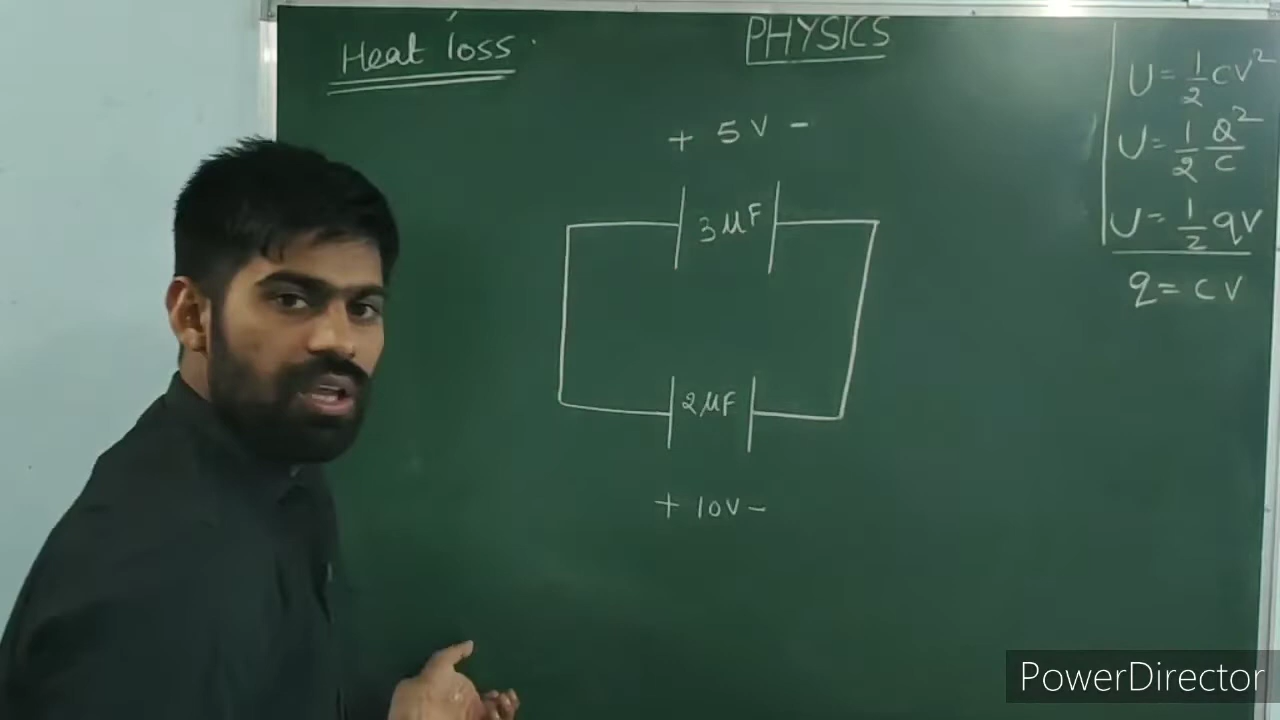 Heat loss.
PHYSICS
+ 5V -
3μF
2μF
+ 10V -
U = 1/2 CV²
U = 1/2 Q²/C
U = 1/2 qV
q = CV
PowerDirector